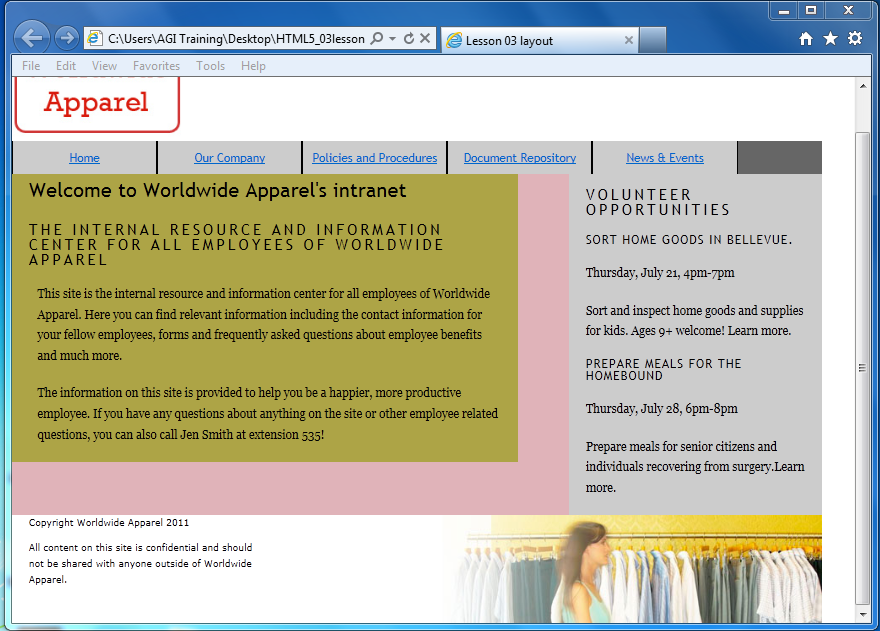 C:\Users\AGI Training\Desktop\HTML5_03lesson
Lesson 03 layout
File Edit View Favorites Tools Help
Apparel
Home Our Company Policies and Procedures Document Repository News & Events
Welcome to Worldwide Apparel's intranet
THE INTERNAL RESOURCE AND INFORMATION
CENTER FOR ALL EMPLOYEES OF WORLDWIDE
APPAREL
This site is the internal resource and information center for all employees of Worldwide
Apparel. Here you can find relevant information including the contact information for
your fellow employees, forms and frequently asked questions about employee benefits
and much more.
The information on this site is provided to help you be a happier, more productive
employee. If you have any questions about anything on the site or other employee related
questions, you can also call Jen Smith at extension 535!
VOLUNTEER
OPPORTUNITIES
SORT HOME GOODS IN BELLEVUE.
Thursday, July 21, 4pm-7pm
Sort and inspect home goods and supplies
for kids. Ages 9+ welcome! Learn more.
PREPARE MEALS FOR THE
HOMEBOUND
Thursday, July 28, 6pm-8pm
Prepare meals for senior citizens and
individuals recovering from surgery.Learn
more.
Copyright Worldwide Apparel 2011
All content on this site is confidential and should
not be shared with anyone outside of Worldwide
Apparel.